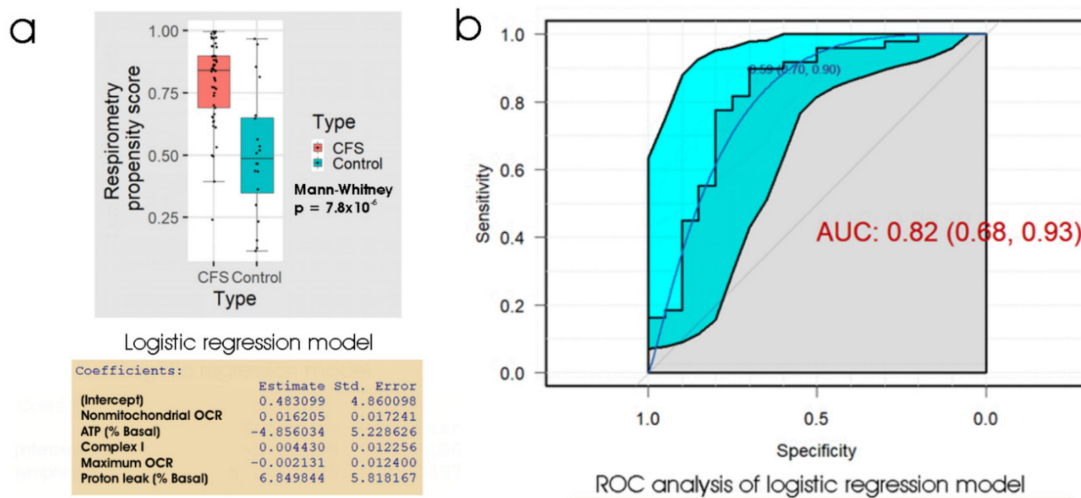 a
1.00
0.75
0.50
0.25
Respirometry
propensity score
CFS Control
Type
Type
CFS
Control
Mann-Whitney
p = 7.8x10⁻⁶
Logistic regression model
Coefficients:
Estimate Std. Error
(Intercept) 0.483099 4.860098
Nonmitochondrial OCR 0.016205 0.017241
ATP (% Basal) -4.856034 5.228626
Complex I 0.004430 0.012256
Maximum OCR -0.002131 0.012400
Proton leak (% Basal) 6.849844 5.818167
b
1.0
0.8
0.6
0.4
0.2
0.0
Sensitivity
0.59 (0.70, 0.90)
AUC: 0.82 (0.68, 0.93)
1.0 0.5 0.0
Specificity
ROC analysis of logistic regression model